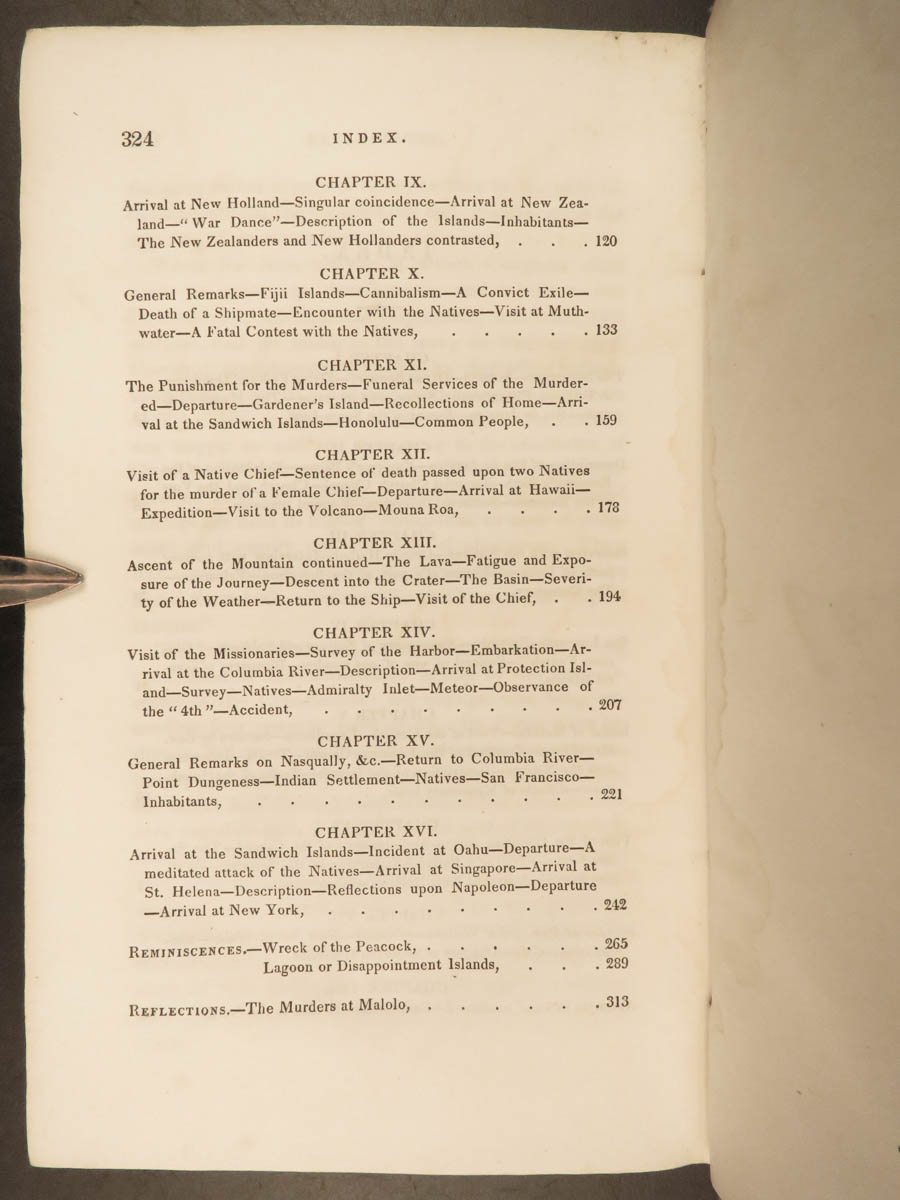 324 INDEX.
CHAPTER IX.
Arrival at New Holland—Singular coincidence—Arrival at New Zea-
land—“ War Dance”—Description of the Islands—Inhabitants—
The New Zealanders and New Hollanders contrasted, . . . 120
CHAPTER X.
General Remarks—Fijii Islands—Cannibalism—A Convict Exile—
Death of a Shipmate—Encounter with the Natives—Visit at Muth-
water—A Fatal Contest with the Natives, . . . . . 133
CHAPTER XI.
The Punishment for the Murders—Funeral Services of the Murder-
ed—Departure—Gardener's Island—Recollections of Home—Arri-
val at the Sandwich Islands—Honolulu—Common People, . . 159
CHAPTER XII.
Visit of a Native Chief—Sentence of death passed upon two Natives
for the murder of a Female Chief—Departure—Arrival at Hawaii—
Expedition—Visit to the Volcano—Mouna Roa, . . . . 178
CHAPTER XIII.
Ascent of the Mountain continued—The Lava—Fatigue and Expo-
sure of the Journey—Descent into the Crater—The Basin—Severi-
ty of the Weather—Return to the Ship—Visit of the Chief, . . 194
CHAPTER XIV.
Visit of the Missionaries—Survey of the Harbor—Embarkation—Ar-
rival at the Columbia River—Description—Arrival at Protection Isl-
and—Survey—Natives—Admiralty Inlet—Meteor—Observance of
the “ 4th ”—Accident, . . . . . . . . . 207
CHAPTER XV.
General Remarks on Nasqually, &c.—Return to Columbia River—
Point Dungeness—Indian Settlement—Natives—San Francisco—
Inhabitants, . . . . . . . . . . . 221
CHAPTER XVI.
Arrival at the Sandwich Islands—Incident at Oahu—Departure—A
meditated attack of the Natives—Arrival at Singapore—Arrival at
St. Helena—Description—Reflections upon Napoleon—Departure
—Arrival at New York, . . . . . . . . . 242
REMINISCENCES.—Wreck of the Peacock, . . . . . . 265
Lagoon or Disappointment Islands, . . . 289
REFLECTIONS.—The Murders at Malolo, . . . . . . 313